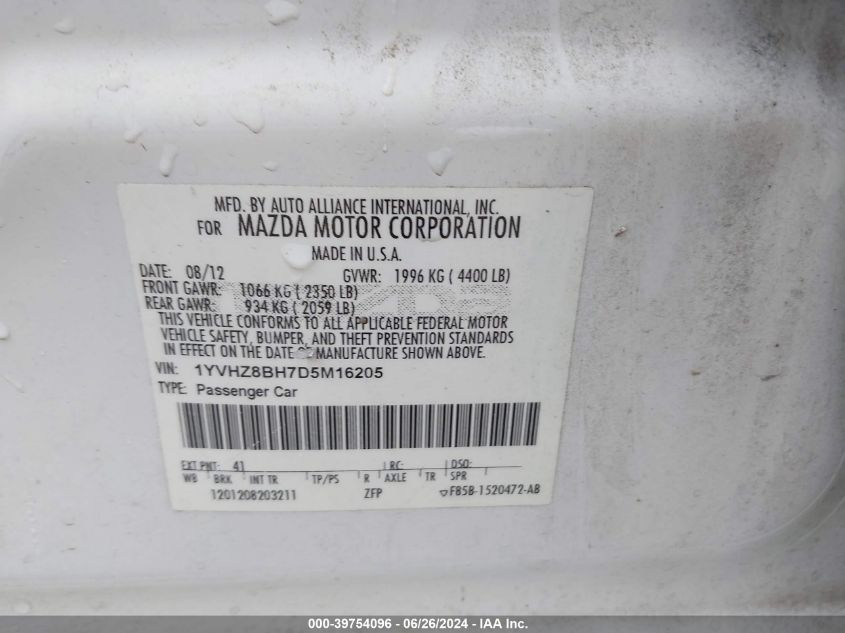 MFD. BY AUTO ALLIANCE INTERNATIONAL, INC.
FOR MAZDA MOTOR CORPORATION
MADE IN U.S.A.
DATE: 08/12 GVWR: 1996 KG ( 4400 LB)
FRONT GAWR: 1066 KG ( 2350 LB)
REAR GAWR: 934 KG ( 2059 LB)
THIS VEHICLE CONFORMS TO ALL APPLICABLE FEDERAL MOTOR
VEHICLE SAFETY, BUMPER, AND THEFT PREVENTION STANDARDS
IN EFFECT ON THE DATE OF MANUFACTURE SHOWN ABOVE.
VIN: 1YVHZ8BH7D5M16205
TYPE: Passenger Car
EXT PNT: 41 RC: DSO:
WB BRK INT TR TP/PS R AXLE TR SPR
1201208203211 ZFP F85B-1520472-AB
000-39754096 - 06/26/2024 - IAA Inc.